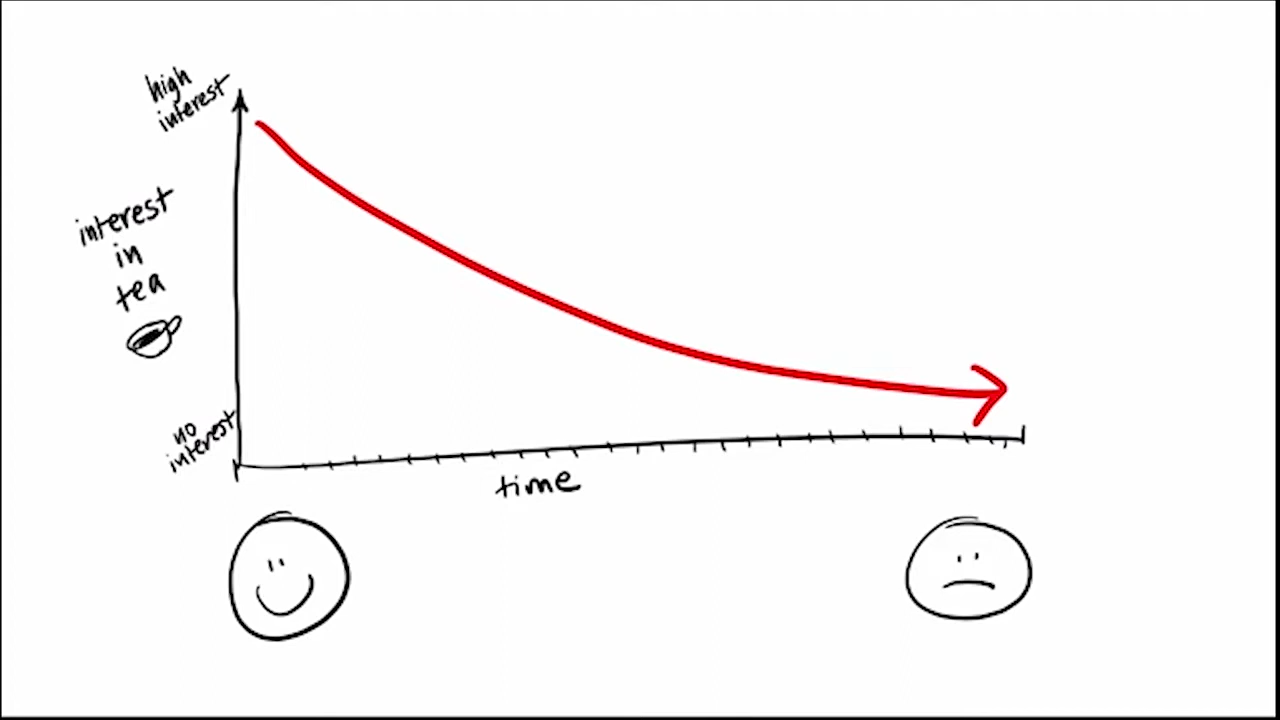 high
interest
interest
in
tea
no
interest
time